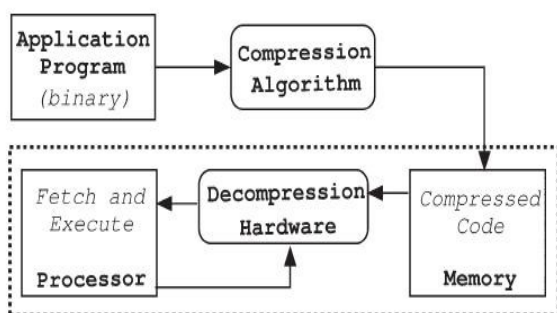 Application
Program
(binary)
Compression
Algorithm
Fetch and
Execute
Processor
Decompression
Hardware
Compressed
Code
Memory